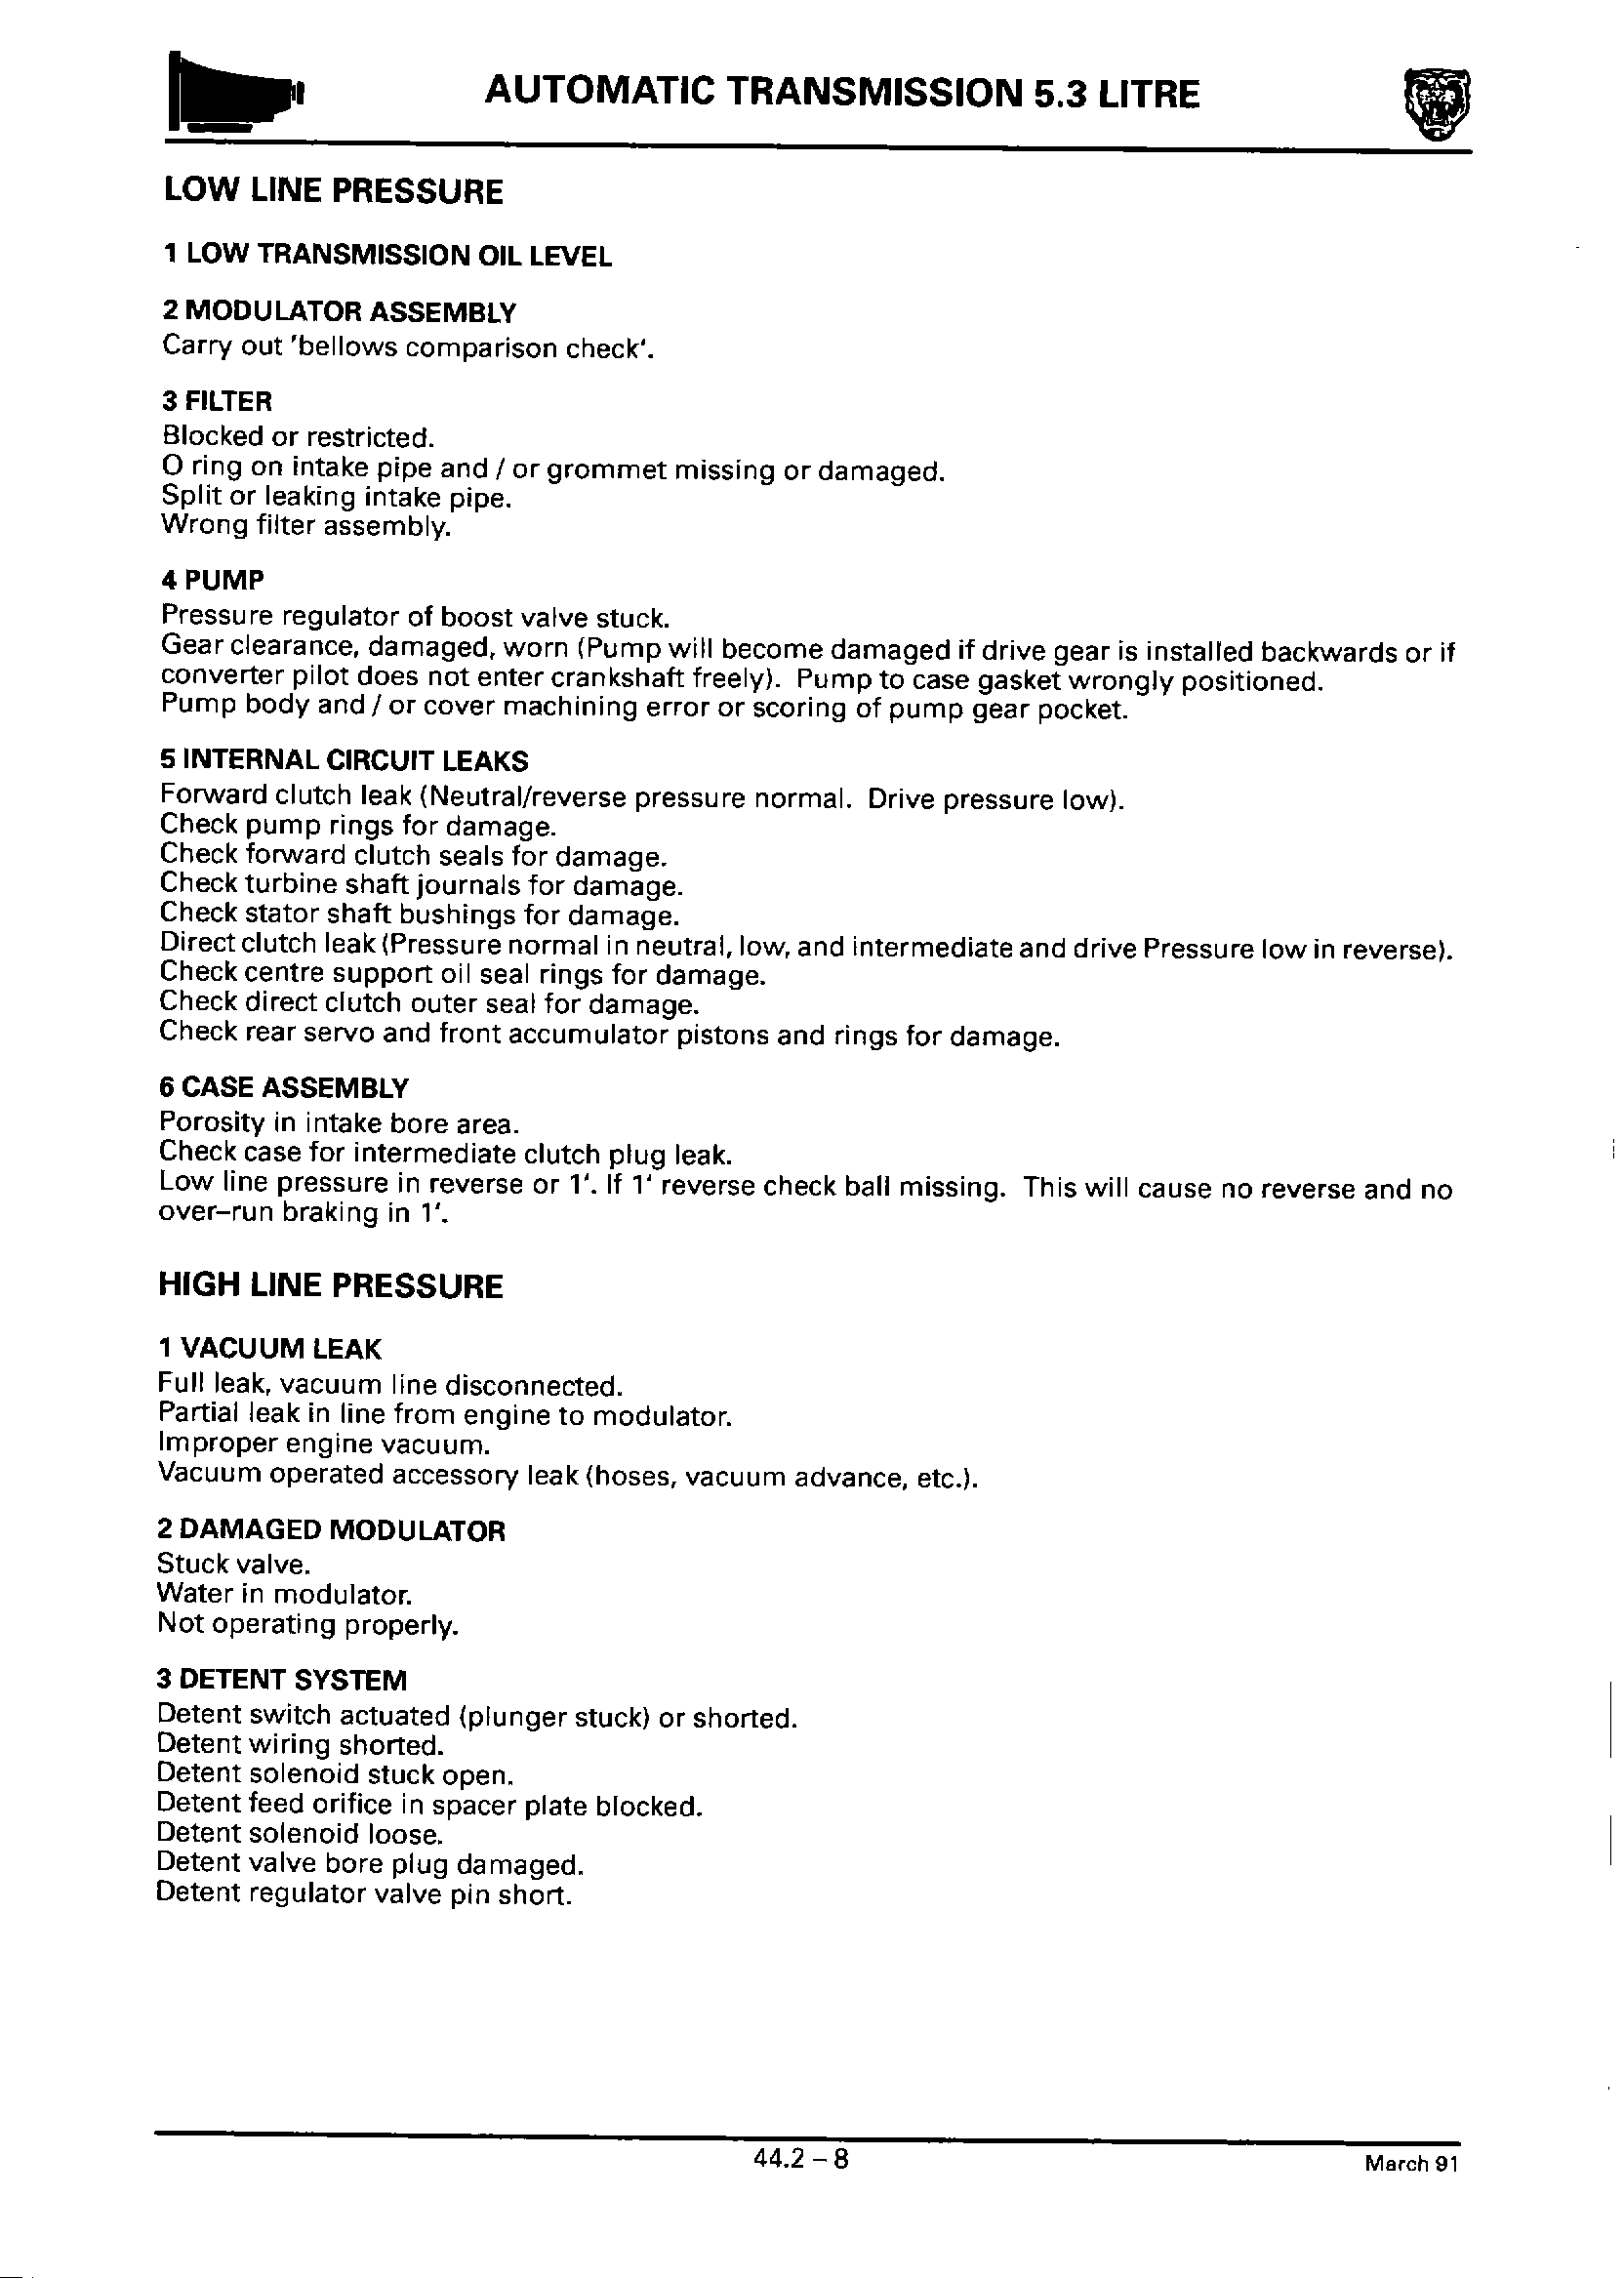 AUTOMATIC TRANSMISSION 5.3 LITRE
LOW LINE PRESSURE
1 LOW TRANSMISSION OIL LEVEL
2 MODULATOR ASSEMBLY
Carry out 'bellows comparison check'.
3 FILTER
Blocked or restricted.
O ring on intake pipe and / or grommet missing or damaged.
Split or leaking intake pipe.
Wrong filter assembly.
4 PUMP
Pressure regulator of boost valve stuck.
Gear clearance, damaged, worn (Pump will become damaged if drive gear is installed backwards or if
converter pilot does not enter crankshaft freely). Pump to case gasket wrongly positioned.
Pump body and / or cover machining error or scoring of pump gear pocket.
5 INTERNAL CIRCUIT LEAKS
Forward clutch leak (Neutral/reverse pressure normal. Drive pressure low).
Check pump rings for damage.
Check forward clutch seals for damage.
Check turbine shaft journals for damage.
Check stator shaft bushings for damage.
Direct clutch leak (Pressure normal in neutral, low, and intermediate and drive Pressure low in reverse).
Check centre support oil seal rings for damage.
Check direct clutch outer seal for damage.
Check rear servo and front accumulator pistons and rings for damage.
6 CASE ASSEMBLY
Porosity in intake bore area.
Check case for intermediate clutch plug leak.
Low line pressure in reverse or 1'. If 1' reverse check ball missing. This will cause no reverse and no
over-run braking in 1'.
HIGH LINE PRESSURE
1 VACUUM LEAK
Full leak, vacuum line disconnected.
Partial leak in line from engine to modulator.
Improper engine vacuum.
Vacuum operated accessory leak (hoses, vacuum advance, etc.).
2 DAMAGED MODULATOR
Stuck valve.
Water in modulator.
Not operating properly.
3 DETENT SYSTEM
Detent switch actuated (plunger stuck) or shorted.
Detent wiring shorted.
Detent solenoid stuck open.
Detent feed orifice in spacer plate blocked.
Detent solenoid loose.
Detent valve bore plug damaged.
Detent regulator valve pin short.
44.2 – 8
March 91